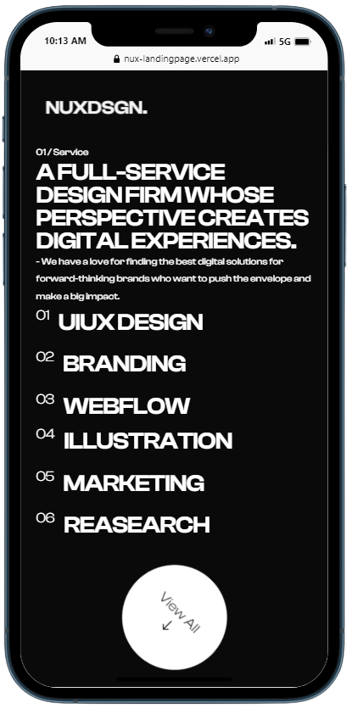 10:13 AM 5G
nux-landingpage.vercel.app
NUXDSGN.
01/Service
A FULL-SERVICE
DESIGN FIRM WHOSE
PERSPECTIVE CREATES
DIGITAL EXPERIENCES.
- We have a love for finding the best digital solutions for
forward-thinking brands who want to push the envelope and
make a big impact.
01 UIUX DESIGN
02 BRANDING
03 WEBFLOW
04 ILLUSTRATION
05 MARKETING
06 REASEARCH
View All